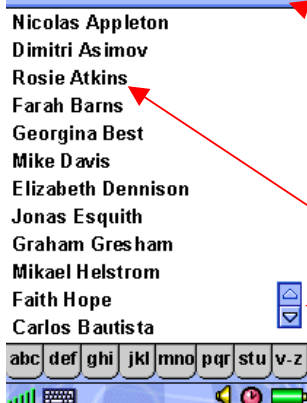 Nicolas Appleton
Dimitri Asimov
Rosie Atkins
Farah Barns
Georgina Best
Mike Davis
Elizabeth Dennison
Jonas Esquith
Graham Gresham
Mikael Helstrom
Faith Hope
Carlos Bautista
abc def ghi jkl mno pqr stu v-z